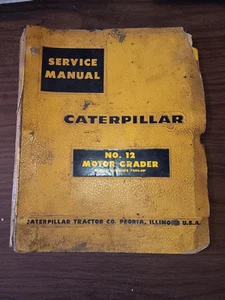 SERVICE
MANUAL
CATERPILLAR
NO. 12
MOTOR GRADER
CATERPILLAR TRACTOR CO. PEORIA, ILLINOIS U.S.A.